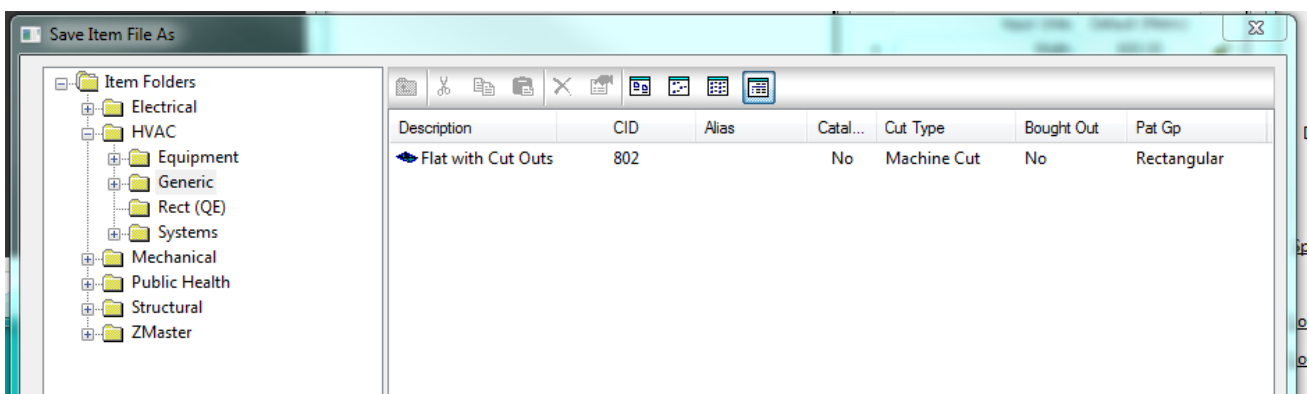 Save Item File As
Item Folders
Electrical
HVAC
Equipment
Generic
Rect (QE)
Systems
Mechanical
Public Health
Structural
ZMaster
Description CID Alias Catal... Cut Type Bought Out Pat Gp
Flat with Cut Outs 802 No Machine Cut No Rectangular